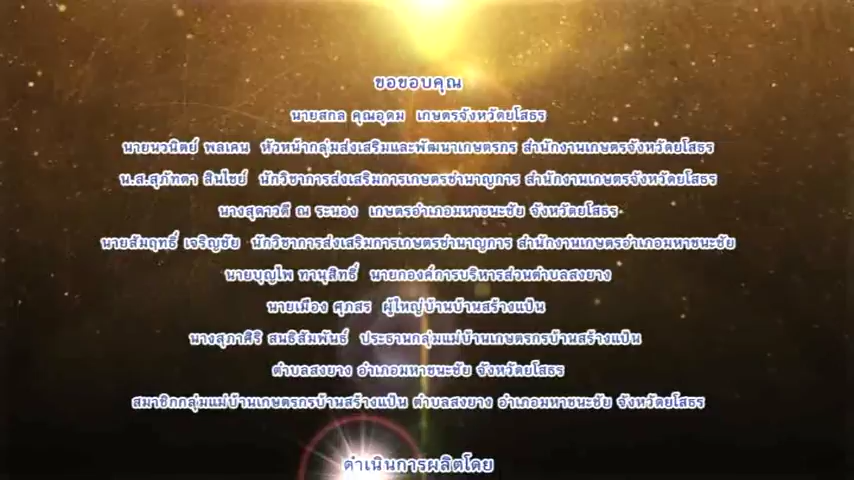 ขอขอบคุณ
นายสกล คุณอุดม เกษตรจังหวัดยโสธร
นายนวนิตย์ พลเคน หัวหน้ากลุ่มส่งเสริมและพัฒนาเกษตรกร สำนักงานเกษตรจังหวัดยโสธร
น.ส.สุภัทตา สินไชย์ นักวิชาการส่งเสริมการเกษตรชำนาญการ สำนักงานเกษตรจังหวัดยโสธร
นางสุดาวดี ณ ระนอง เกษตรอำเภอมหาชนะชัย จังหวัดยโสธร
นายสัมฤทธิ์ เจริญชัย นักวิชาการส่งเสริมการเกษตรชำนาญการ สำนักงานเกษตรอำเภอมหาชนะชัย
นายบุญไพ ทานุสิทธิ์ นายกองค์การบริหารส่วนตำบลสงยาง
นายเมือง ศุภสร ผู้ใหญ่บ้านบ้านสร้างแป้น
นางสุภาศิริ สนธิสัมพันธ์ ประธานกลุ่มแม่บ้านเกษตรกรบ้านสร้างแป้น
ตำบลสงยาง อำเภอมหาชนะชัย จังหวัดยโสธร
สมาชิกกลุ่มแม่บ้านเกษตรกรบ้านสร้างแป้น ตำบลสงยาง อำเภอมหาชนะชัย จังหวัดยโสธร
ดำเนินการผลิตโดย